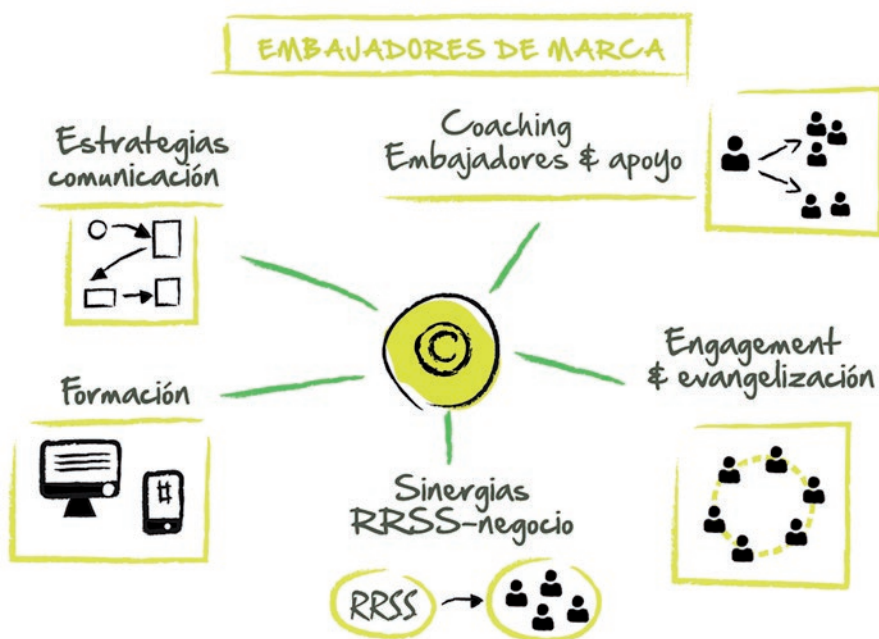 EMBAJADORES DE MARCA
Estrategias
comunicación
Coaching
Embajadores & apoyo
©
Formación
#
Engagement
& evangelización
Sinergias
RRSS-negocio
RRSS